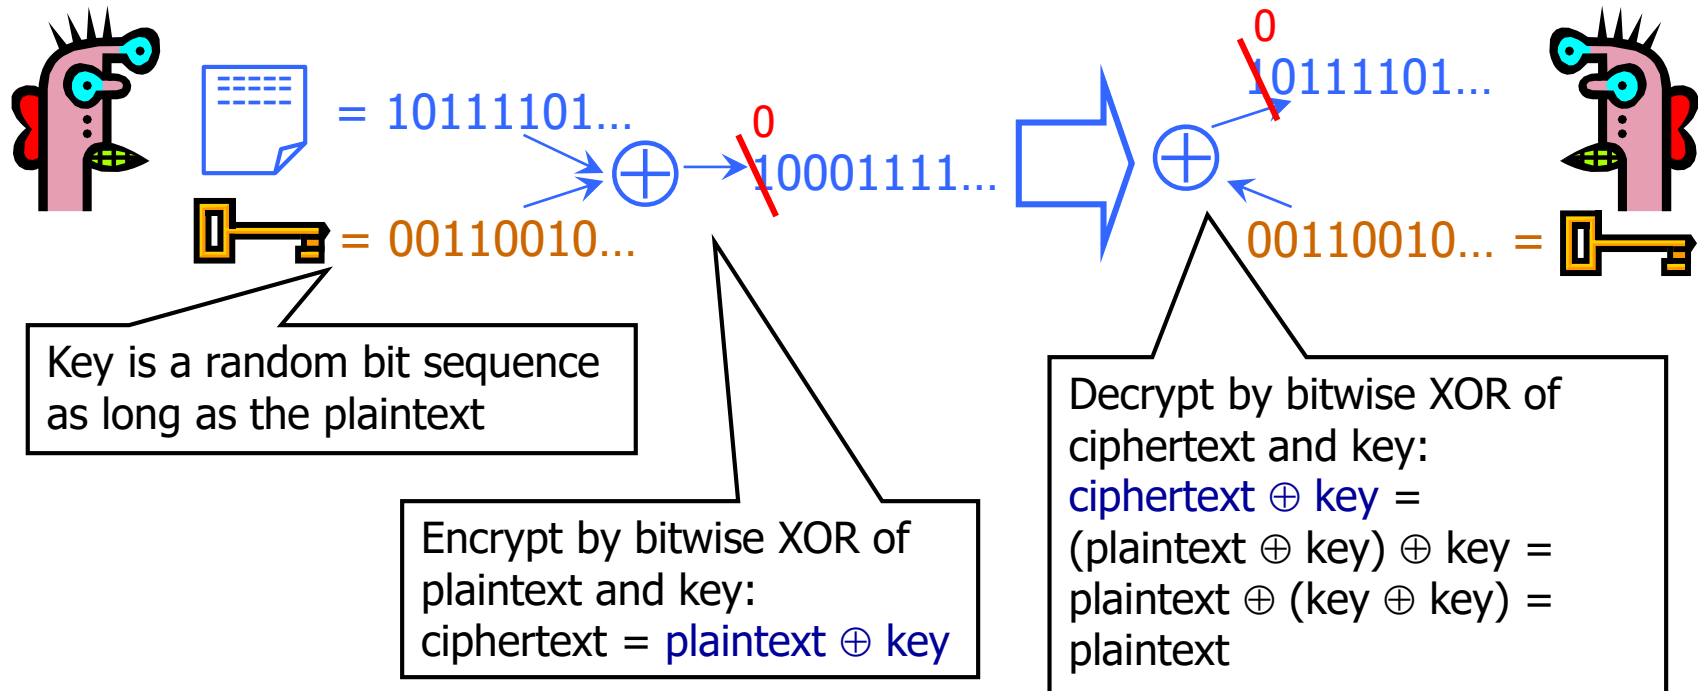 = 10111101...
= 00110010...
0
10001111...
0
10111101...
00110010... =
Key is a random bit sequence
as long as the plaintext
Encrypt by bitwise XOR of
plaintext and key:
ciphertext = plaintext ⊕ key
Decrypt by bitwise XOR of
ciphertext and key:
ciphertext ⊕ key =
(plaintext ⊕ key) ⊕ key =
plaintext ⊕ (key ⊕ key) =
plaintext